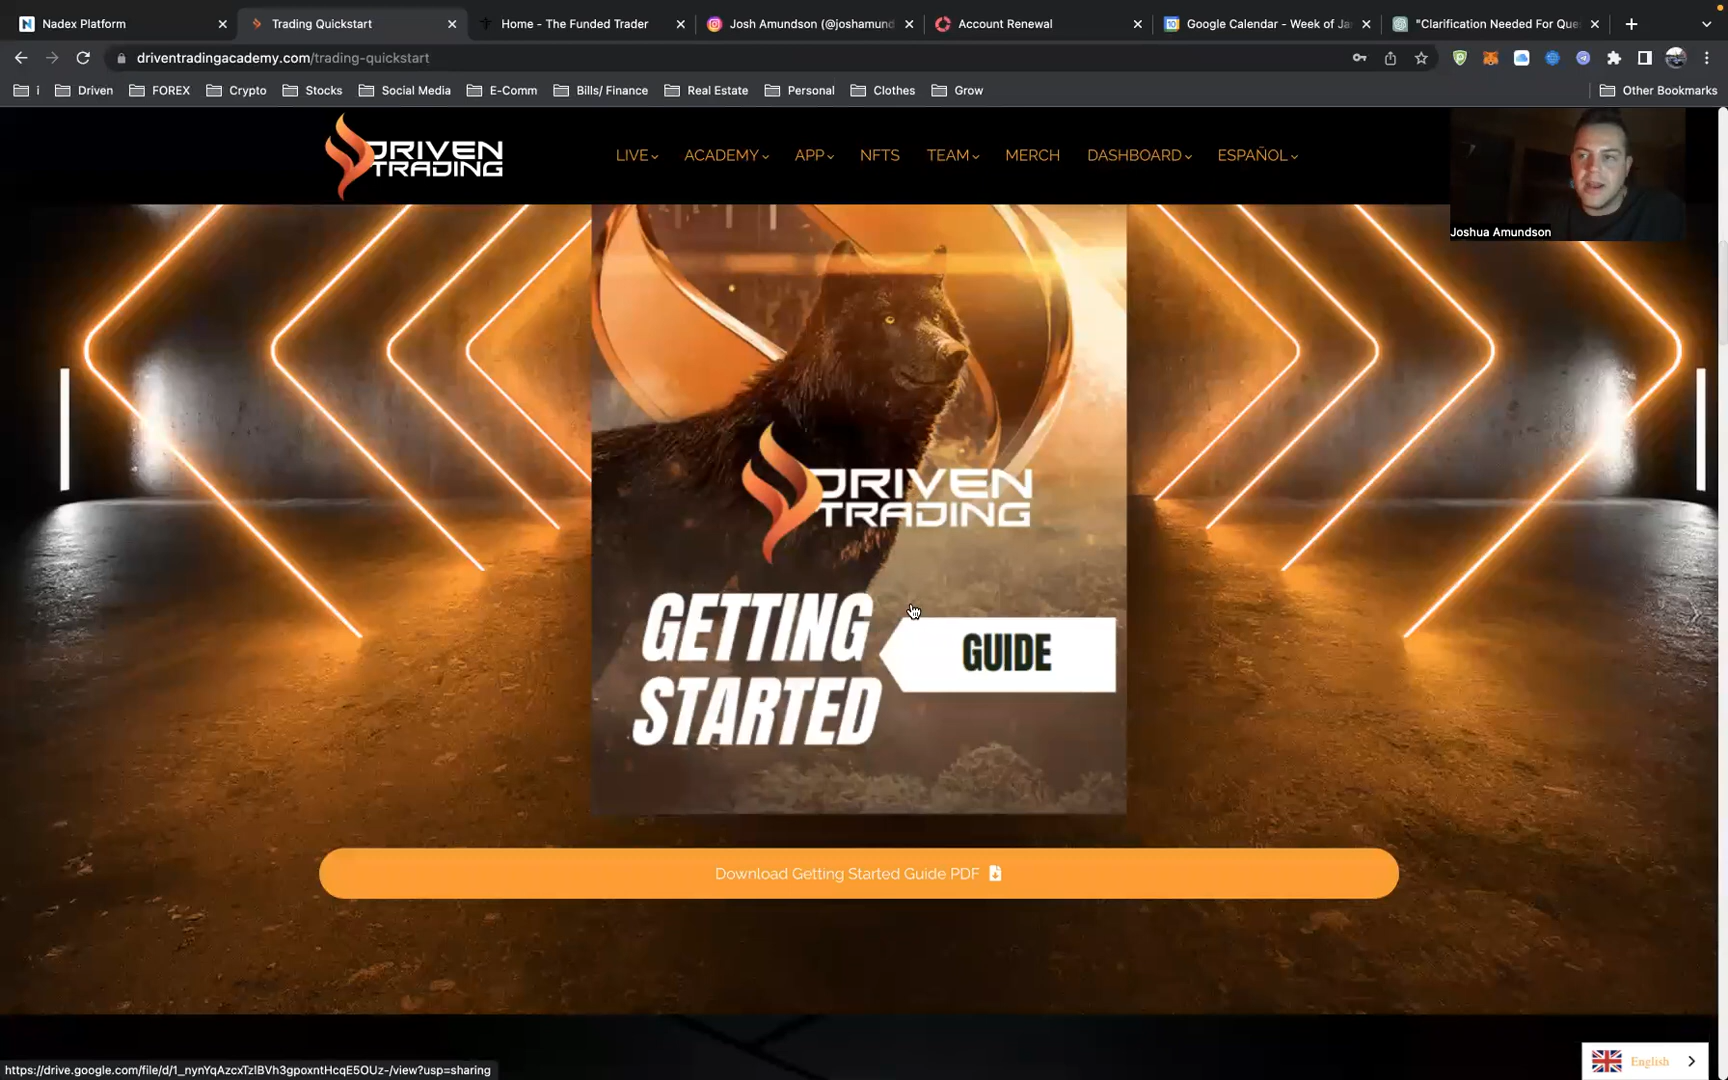 Nadex Platform
Trading Quickstart
Home - The Funded Trader
Josh Amundson (@joshamund
Account Renewal
Google Calendar - Week of Ja
"Clarification Needed For Que
driventradingacademy.com/trading-quickstart
i
Driven
FOREX
Crypto
Stocks
Social Media
E-Comm
Bills/ Finance
Real Estate
Personal
Clothes
Grow
Other Bookmarks
DRIVEN
TRADING
LIVE
ACADEMY
APP
NFTS
TEAM
MERCH
DASHBOARD
ESPAÑOL
Joshua Amundson
DRIVEN
TRADING
GETTING
STARTED
GUIDE
Download Getting Started Guide PDF
https://drive.google.com/file/d/1_nynYqAzcxTzlBVh3gpoxntHcqE5OUz-/view?usp=sharing
English